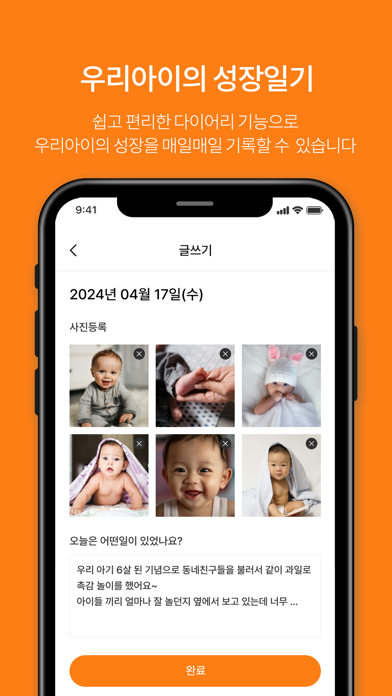 우리아이의 성장일기
쉽고 편리한 다이어리 기능으로
우리아이의 성장을 매일매일 기록할 수 있습니다
9:41
글쓰기
2024년 04월 17일(수)
사진등록
오늘은 어떤일이 있었나요?
우리 아기 6살 된 기념으로 동네친구들을 불러서 같이 과일로
촉감 놀이를 했어요~
아이들 끼리 얼마나 잘 놀던지 옆에서 보고 있는데 너무 ...
완료